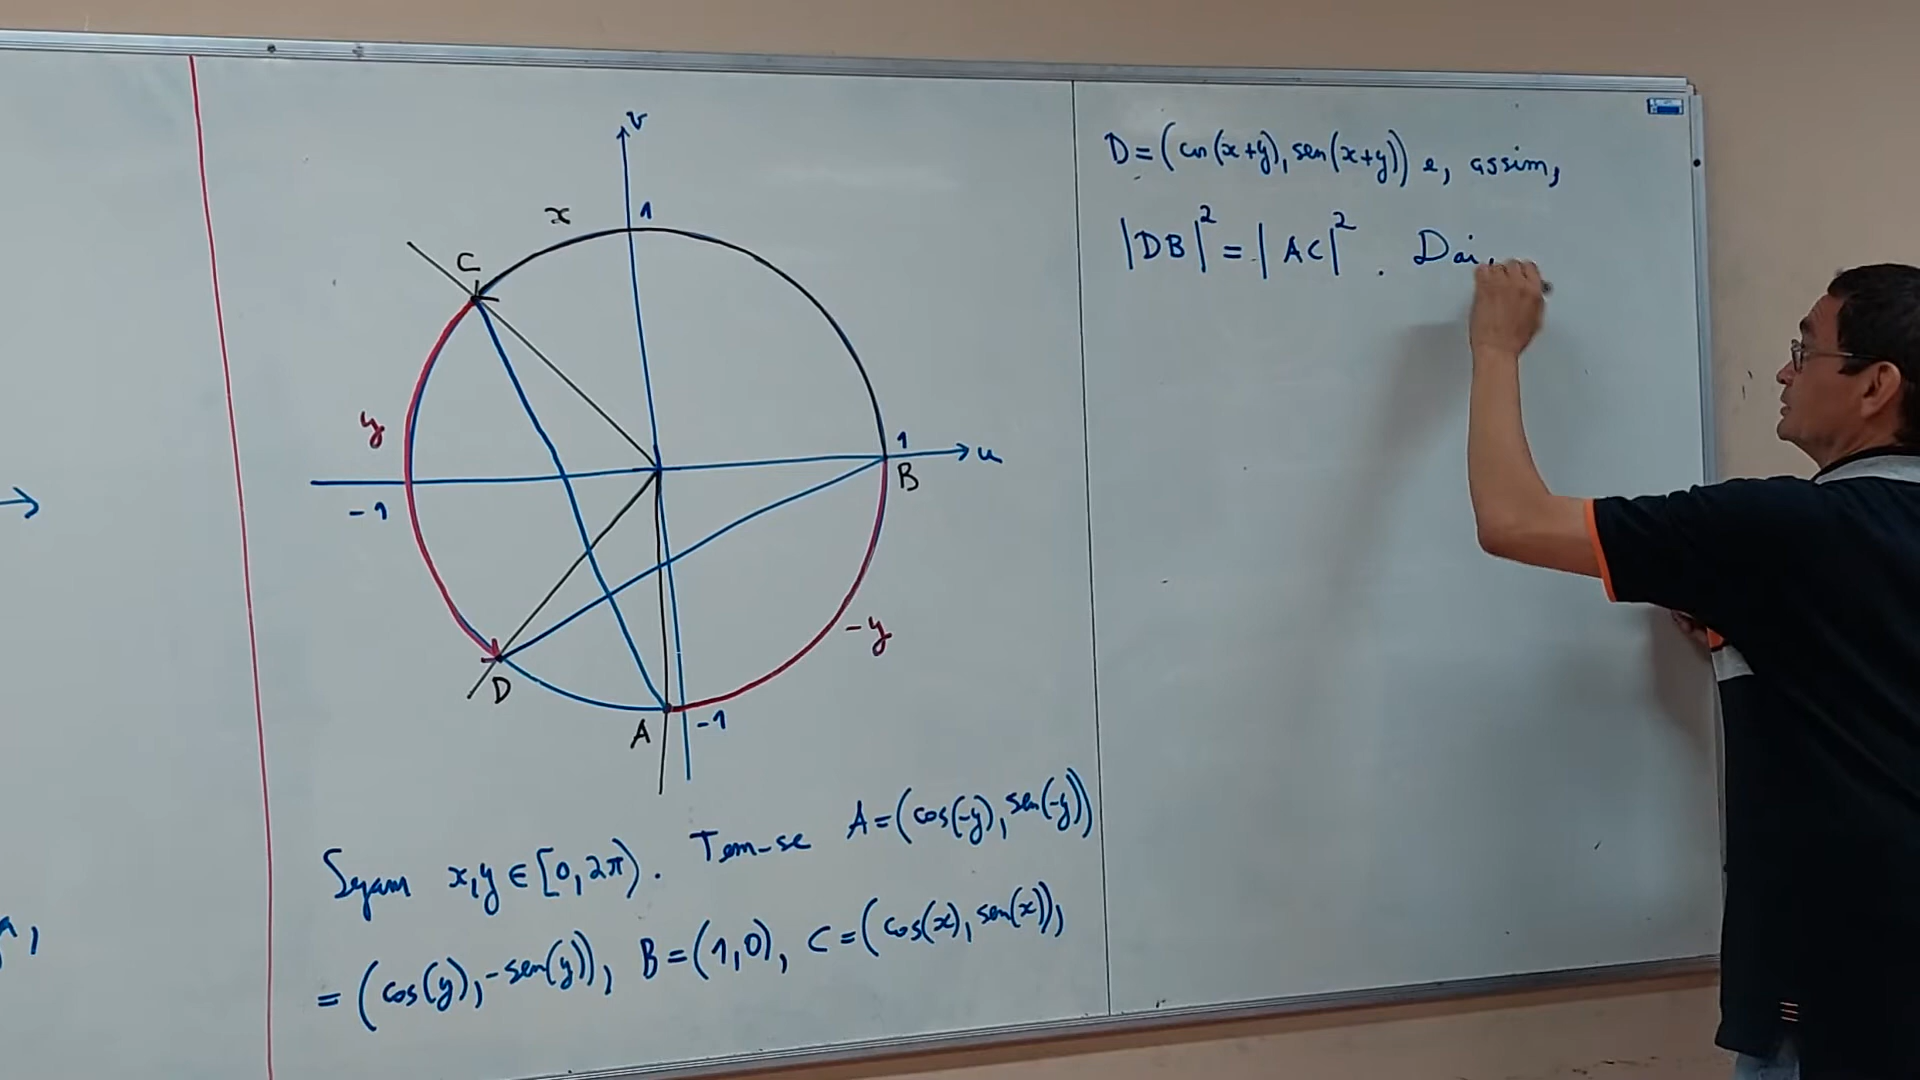 v
x
1
C
y
1
u
B
-1
-y
D
A
-1
Sejam x,y ∈ [0,2π). Tem-se A=(cos(-y), sen(-y))
= (cos(y), -sen(y)), B=(1,0), C=(cos(x), sen(x)),
D=(cos(x+y), sen(x+y)) e, assim,
|DB|² = |AC|². Daí,